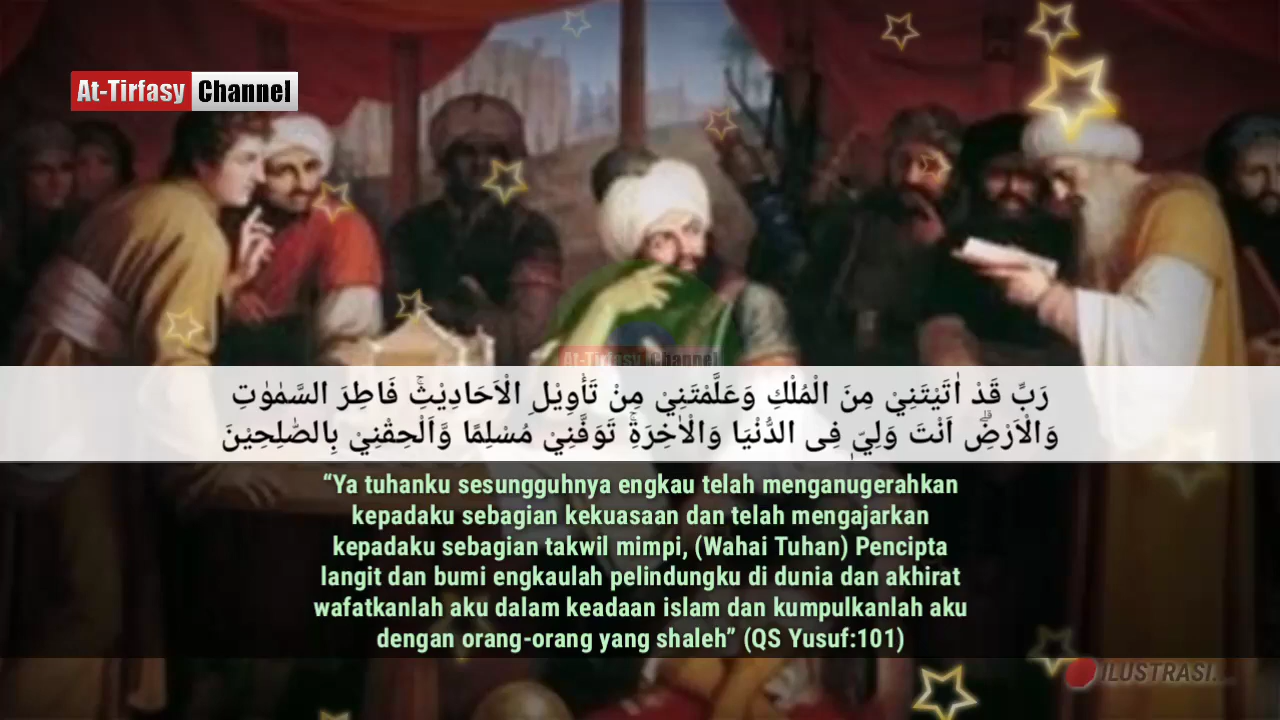 At-Tirfasy Channel
At-Tirfasy Channel
رَبِّ قَدْ اٰتَيْتَنِيْ مِنَ الْمُلْكِ وَعَلَّمْتَنِيْ مِنْ تَأْوِيْلِ الْاَحَادِيْثِۚ فَاطِرَ السَّمٰوٰتِ
وَالْاَرْضِۗ اَنْتَ وَلِيّٖ فِى الدُّنْيَا وَالْاٰخِرَةِۚ تَوَفَّنِيْ مُسْلِمًا وَّاَلْحِقْنِيْ بِالصّٰلِحِيْنَ
“Ya tuhanku sesungguhnya engkau telah menganugerahkan
kepadaku sebagian kekuasaan dan telah mengajarkan
kepadaku sebagian takwil mimpi, (Wahai Tuhan) Pencipta
langit dan bumi engkaulah pelindungku di dunia dan akhirat
wafatkanlah aku dalam keadaan islam dan kumpulkanlah aku
dengan orang-orang yang shaleh” (QS Yusuf:101)
ILUSTRASI...